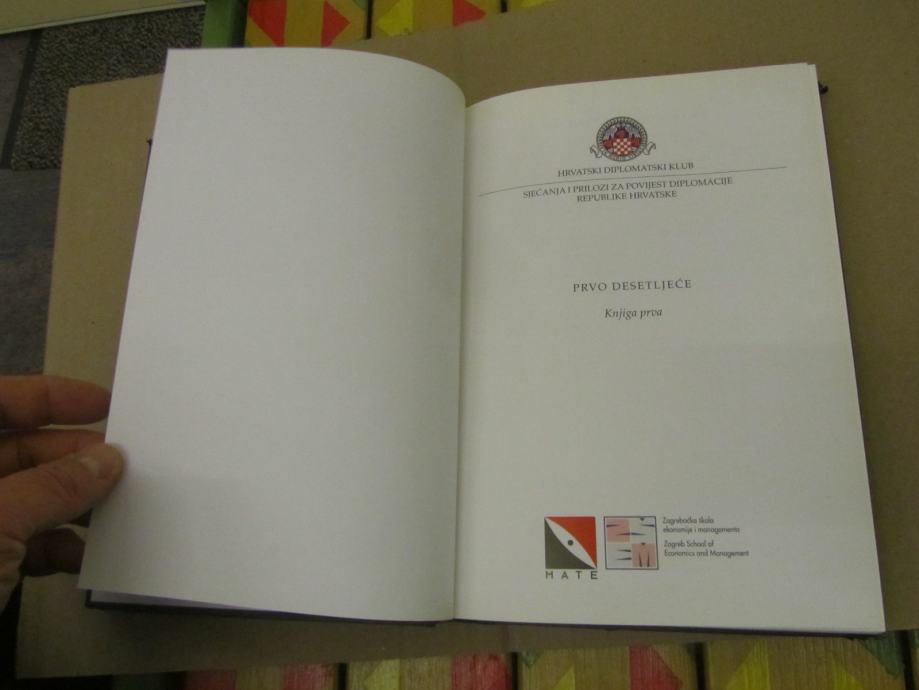 HRVATSKI DIPLOMATSKI KLUB
SJEĆANJA I PRILOZI ZA POVIJEST DIPLOMACIJE
REPUBLIKE HRVATSKE
PRVO DESETLJEĆE
Knjiga prva
MATE
Zagrebačka škola
ekonomije i managementa
Zagreb School of
Economics and Management